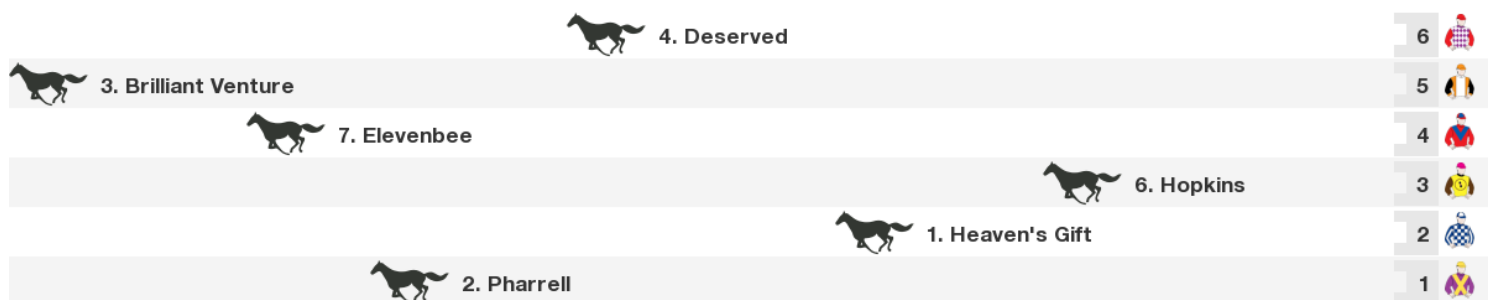 4. Deserved 6
3. Brilliant Venture 5
7. Elevenbee 4
6. Hopkins 3
1. Heaven's Gift 2
2. Pharrell 1